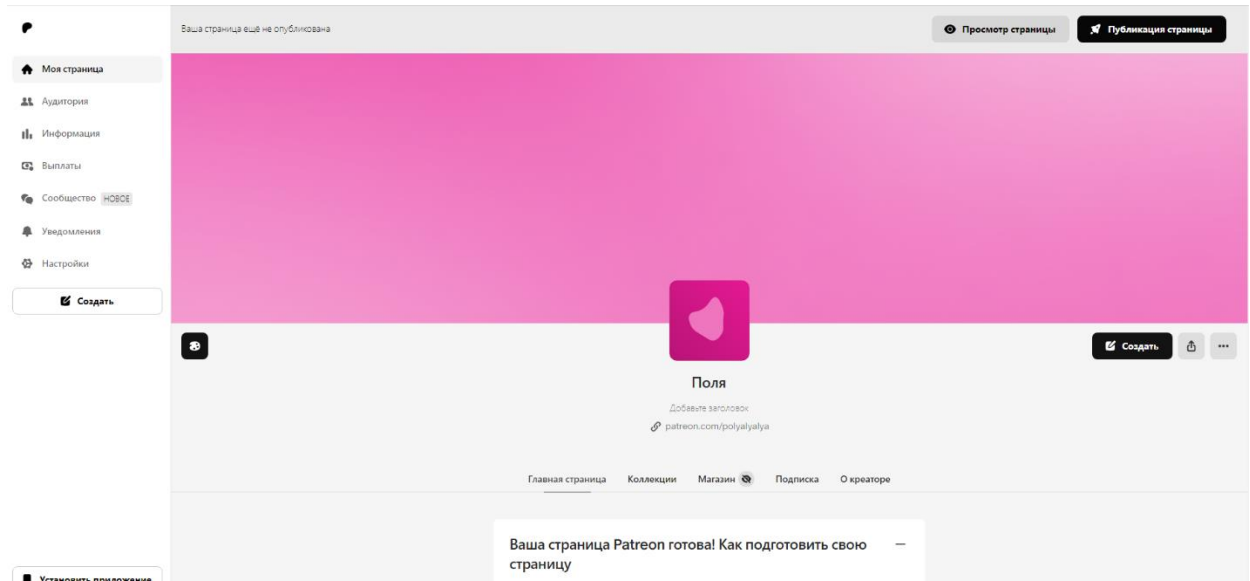 Ваша страница ещё не опубликована
Просмотр страницы
Публикация страницы
Моя страница
Аудитория
Информация
Выплаты
Сообщество НОВОЕ
Уведомления
Настройки
Создать
Создать
Поля
Добавьте заголовок
patreon.com/polyalyalya
Главная страница
Коллекции
Магазин
Подписка
О креаторе
Ваша страница Patreon готова! Как подготовить свою
страницу
Установить приложение